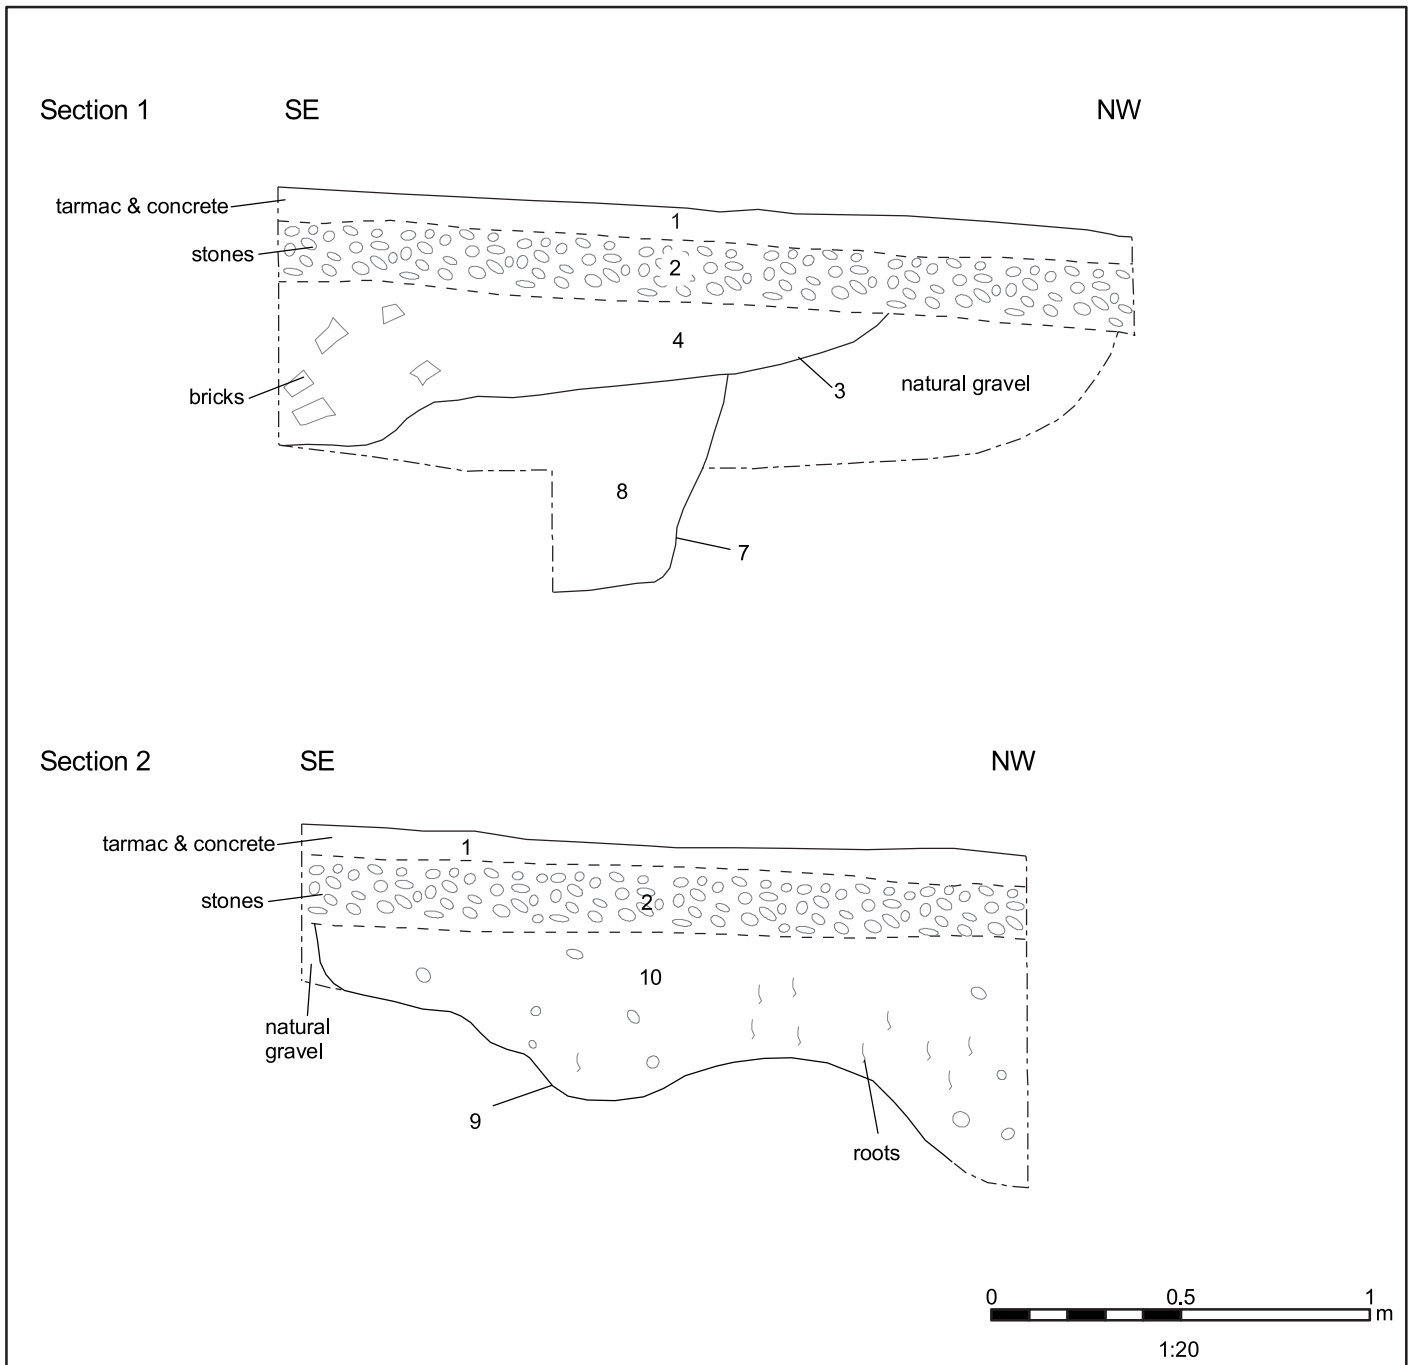 Section 1 SE NW
tarmac & concrete
1
stones
2
4
bricks
3
natural gravel
8
7
Section 2 SE NW
tarmac & concrete
1
stones
2
10
natural
gravel
9
roots
0 0.5 1
m
1:20